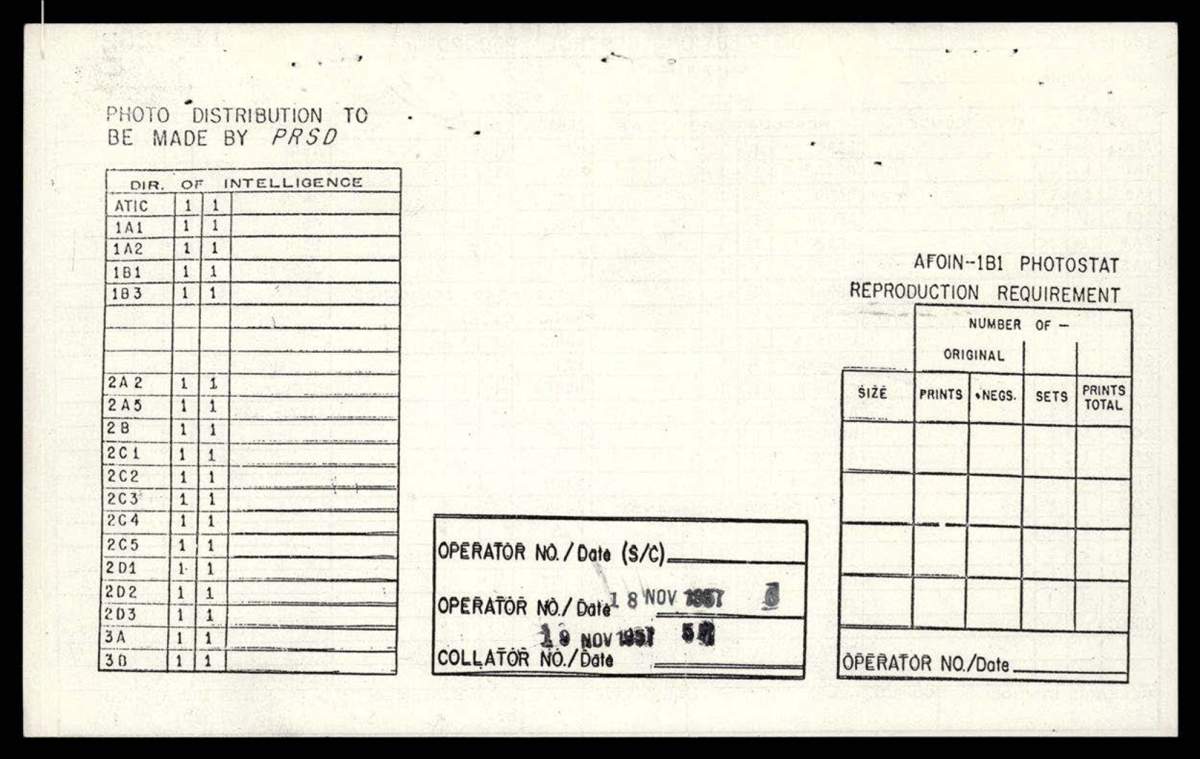 PHOTO DISTRIBUTION TO
BE MADE BY PRSD
DIR. OF INTELLIGENCE
ATIC 1 1
1A1 1 1
1A2 1 1
1B1 1 1
1B3 1 1
2A2 1 1
2A5 1 1
2B 1 1
2C1 1 1
2C2 1 1
2C3 1 1
2C4 1 1
2C5 1 1
2D1 1 1
2D2 1 1
2D3 1 1
3A 1 1
1 1
OPERATOR NO./Date (S/C)
OPERATOR NO./Date 18 NOV 1957
19 NOV 1957
COLLATOR NO./Date
AFOIN-1B1 PHOTOSTAT
REPRODUCTION REQUIREMENT
NUMBER OF -
ORIGINAL
SIZE PRINTS NEGS. SETS PRINTS TOTAL
OPERATOR NO./Date